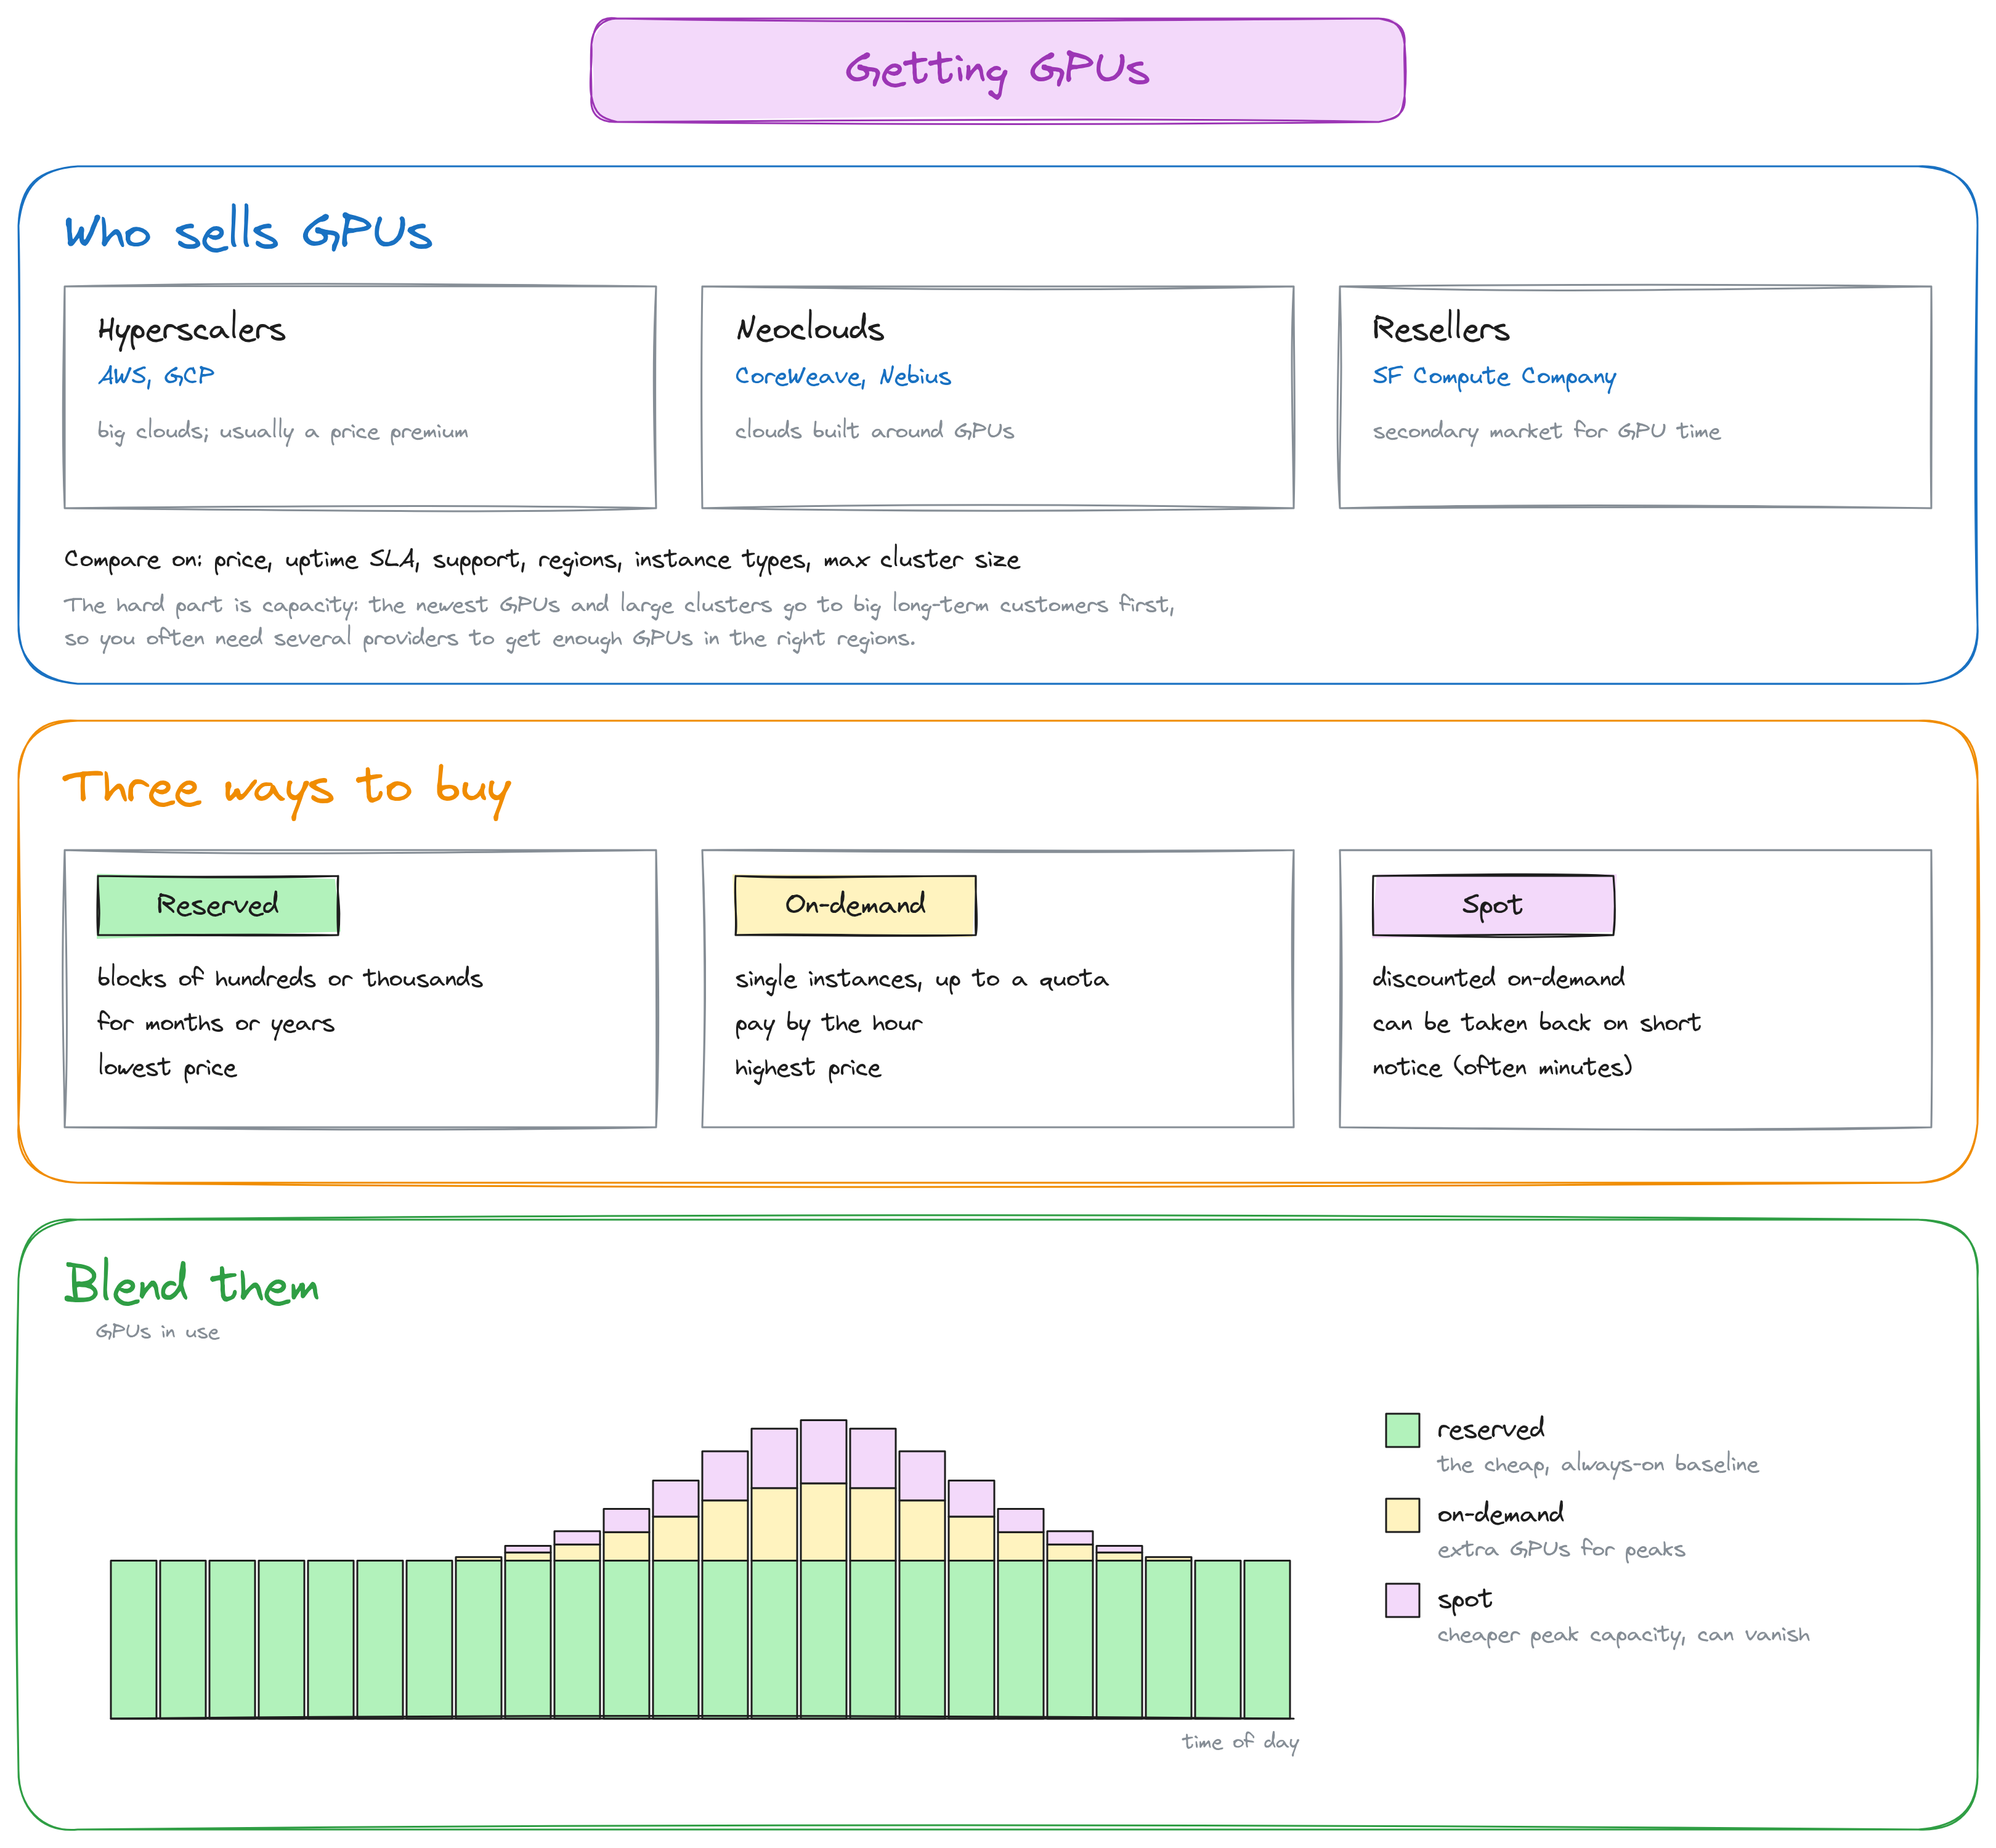 Getting GPUs
Who sells GPUs
Hyperscalers
AWS, GCP
big clouds; usually a price premium
Neoclouds
CoreWeave, Nebius
clouds built around GPUs
Resellers
SF Compute Company
secondary market for GPU time
Compare on: price, uptime SLA, support, regions, instance types, max cluster size
The hard part is capacity: the newest GPUs and large clusters go to big long-term customers first,
so you often need several providers to get enough GPUs in the right regions.
Three ways to buy
Reserved
blocks of hundreds or thousands
for months or years
lowest price
On-demand
single instances, up to a quota
pay by the hour
highest price
Spot
discounted on-demand
can be taken back on short
notice (often minutes)
Blend them
GPUs in use
reserved
the cheap, always-on baseline
on-demand
extra GPUs for peaks
spot
cheaper peak capacity, can vanish
time of day